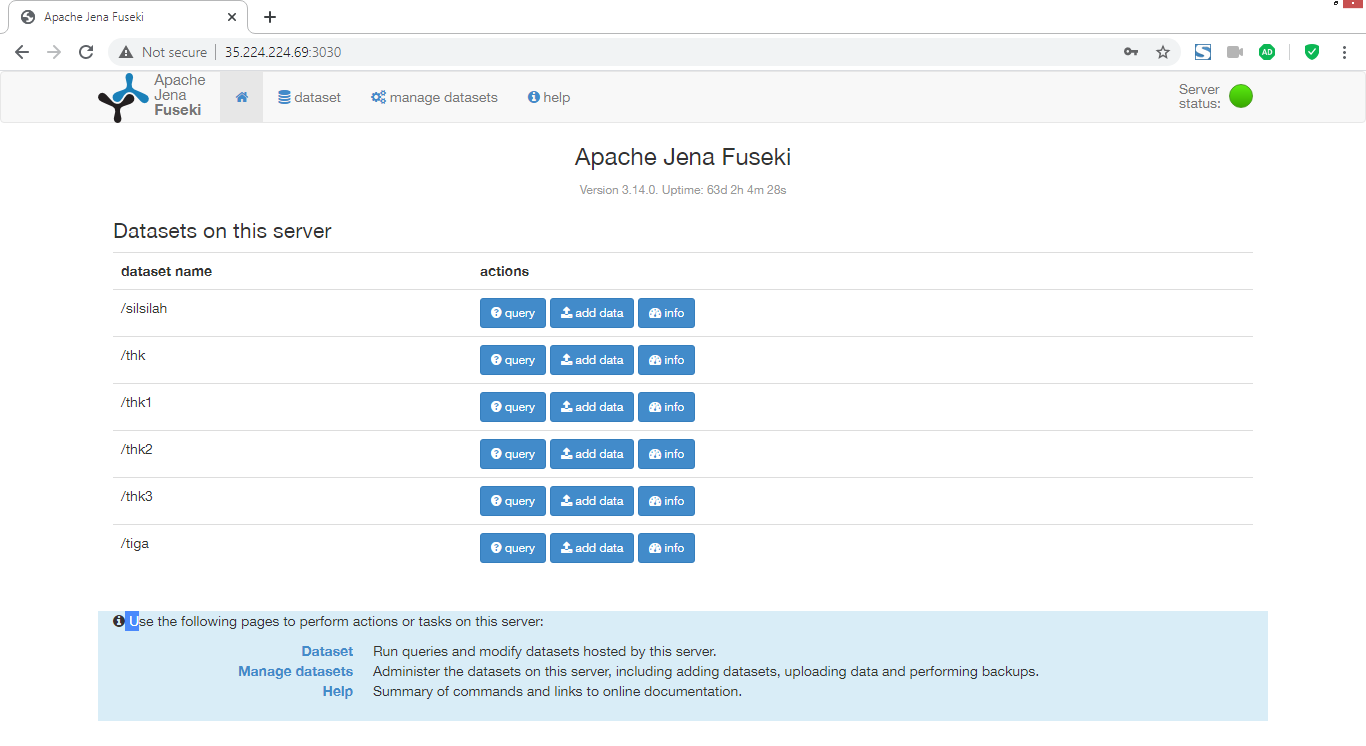 Apache Jena Fuseki
Not secure 35.224.224.69:3030
AD
Apache
Jena
Fuseki
dataset manage datasets help
Server
status:
Apache Jena Fuseki
Version 3.14.0. Uptime: 63d 2h 4m 28s
Datasets on this server
dataset name actions
/silsilah query add data info
/thk query add data info
/thk1 query add data info
/thk2 query add data info
/thk3 query add data info
/tiga query add data info
Use the following pages to perform actions or tasks on this server:
Dataset Run queries and modify datasets hosted by this server.
Manage datasets Administer the datasets on this server, including adding datasets, uploading data and performing backups.
Help Summary of commands and links to online documentation.